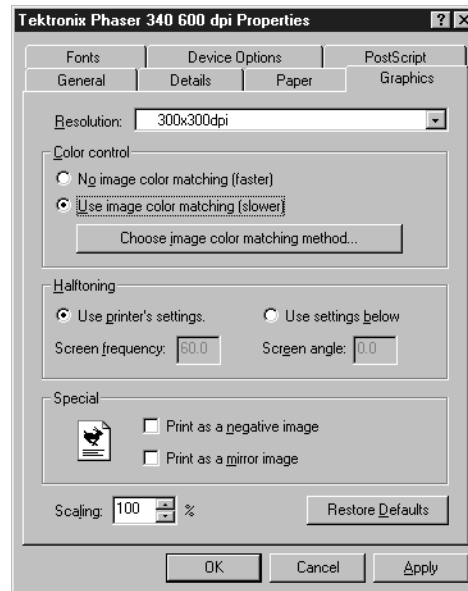 Tektronix Phaser 340 600 dpi Properties
Fonts Device Options PostScript
General Details Paper Graphics
Resolution: 300x300dpi
Color control
No image color matching (faster)
Use image color matching (slower)
Choose image color matching method...
Halftoning
Use printer's settings. Use settings below
Screen frequency: 60.0 Screen angle: 0.0
Special
Print as a negative image
Print as a mirror image
Scaling: 100 % Restore Defaults
OK Cancel Apply